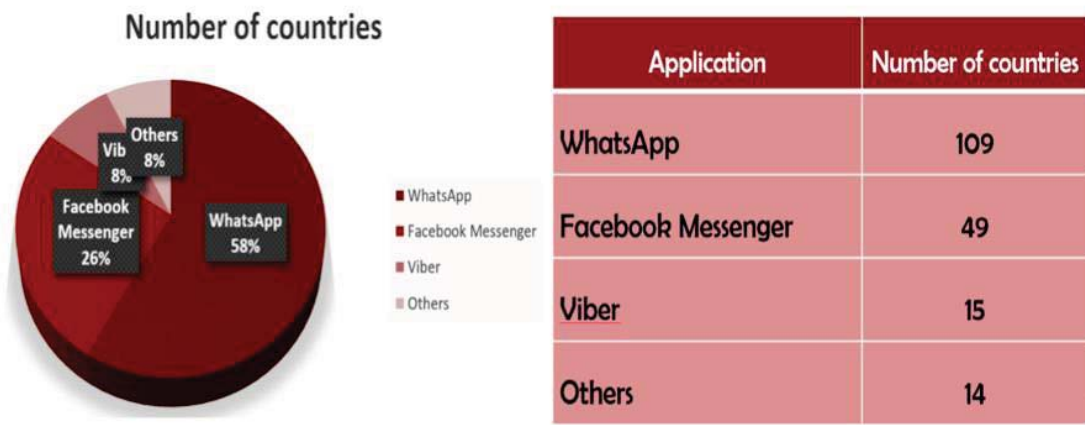 Number of countries
Others
8%
Vib
8%
Facebook
Messenger
26%
WhatsApp
58%
WhatsApp
Facebook Messenger
Viber
Others
Application Number of countries
WhatsApp 109
Facebook Messenger 49
Viber 15
Others 14